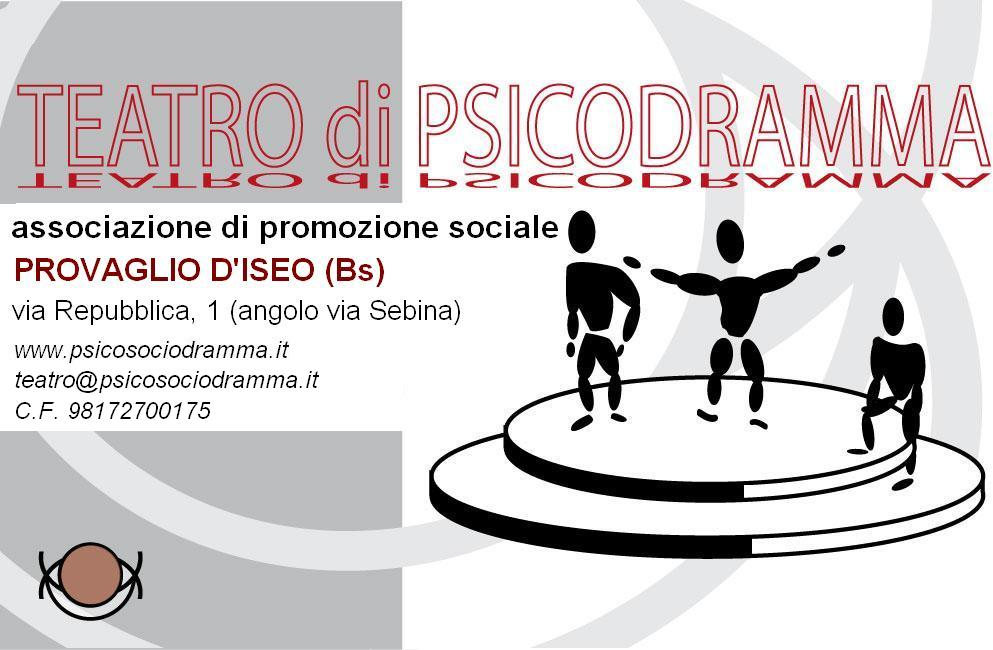 TEATRO di PSICODRAMMA
associazione di promozione sociale
PROVAGLIO D'ISEO (Bs)
via Repubblica, 1 (angolo via Sebina)
www.psicosociodramma.it
teatro@psicosociodramma.it
C.F. 98172700175